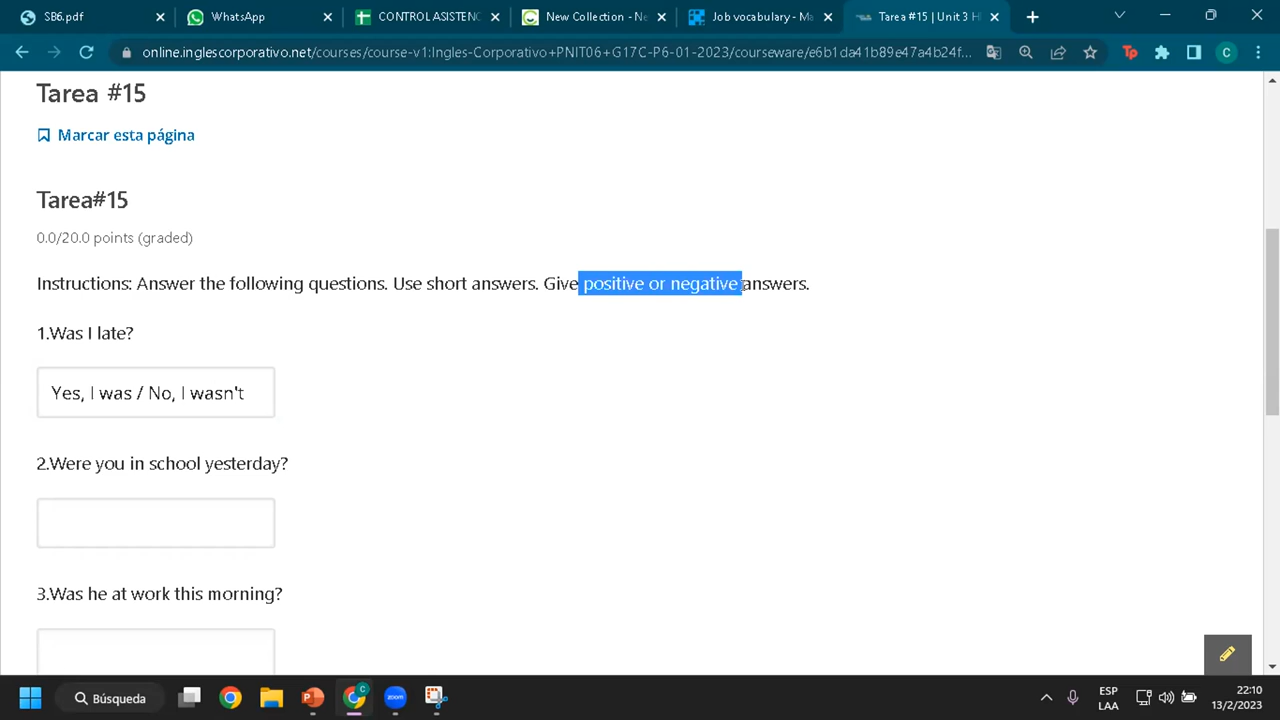 SB6.pdf
WhatsApp
CONTROL ASISTENC
New Collection - Ne
Job vocabulary - Ma
Tarea #15 | Unit 3 H
online.inglescorporativo.net/courses/course-v1:Ingles-Corporativo+PNIT06+G17C-P6-01-2023/courseware/e6b1da41b89e47a4b24f...
Tp
C
Tarea #15
Marcar esta página
Tarea#15
0.0/20.0 points (graded)
Instructions: Answer the following questions. Use short answers. Give positive or negative answers.
1.Was I late?
Yes, I was / No, I wasn't
2.Were you in school yesterday?
3.Was he at work this morning?
Búsqueda
zoom
ESP
LAA
22:10
13/2/2023